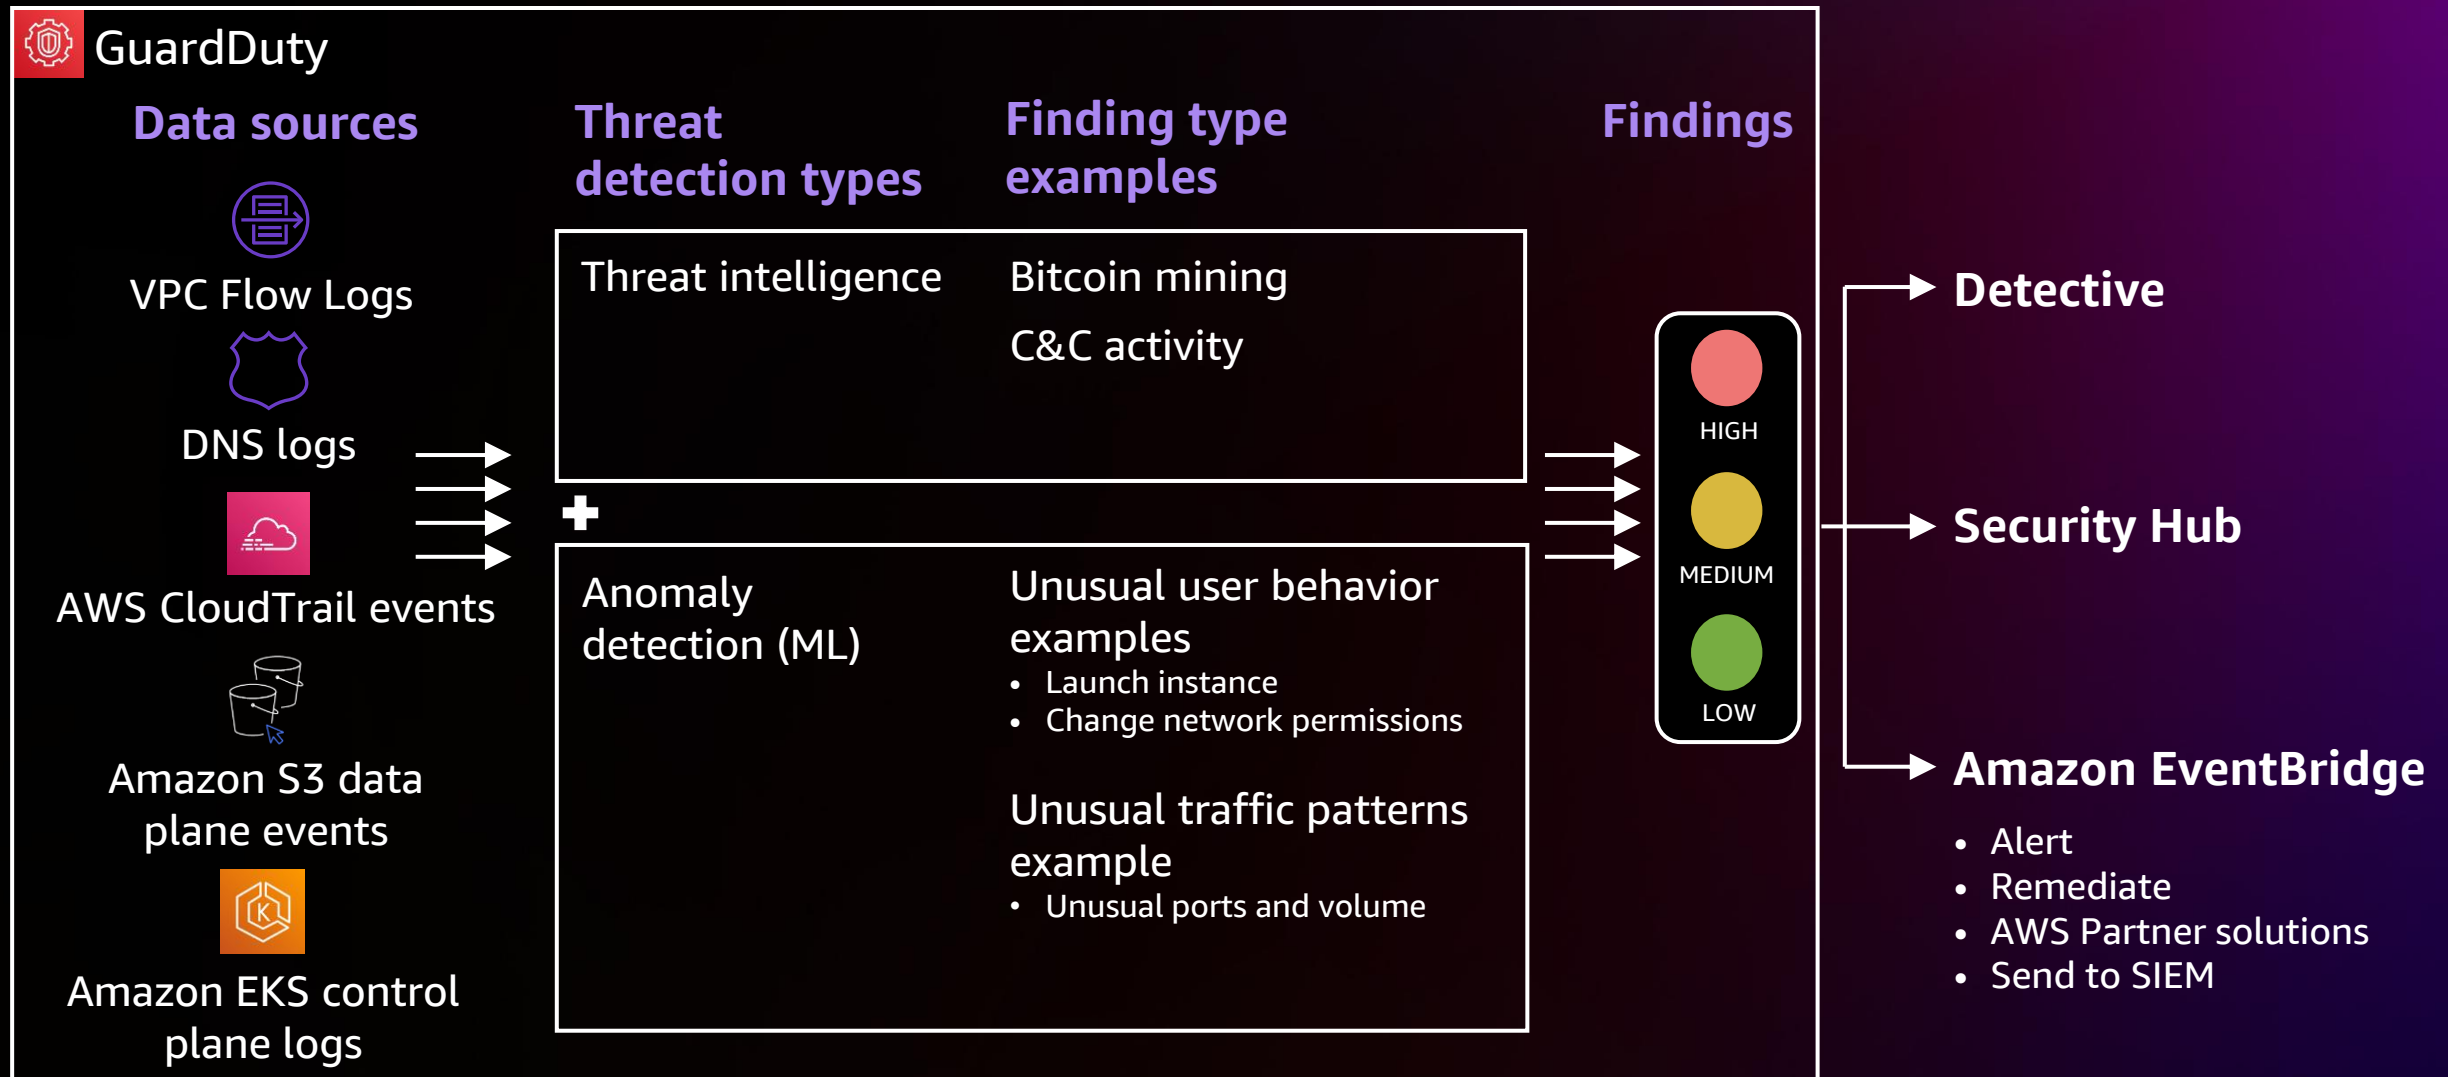 GuardDuty
Data sources
VPC Flow Logs
DNS logs
AWS CloudTrail events
Amazon S3 data
plane events
Amazon EKS control
plane logs
Threat
detection types
Finding type
examples
Threat intelligence
Bitcoin mining
C&C activity
Anomaly
detection (ML)
Unusual user behavior
examples
• Launch instance
• Change network permissions
Unusual traffic patterns
example
• Unusual ports and volume
Findings
HIGH
MEDIUM
LOW
Detective
Security Hub
Amazon EventBridge
• Alert
• Remediate
• AWS Partner solutions
• Send to SIEM